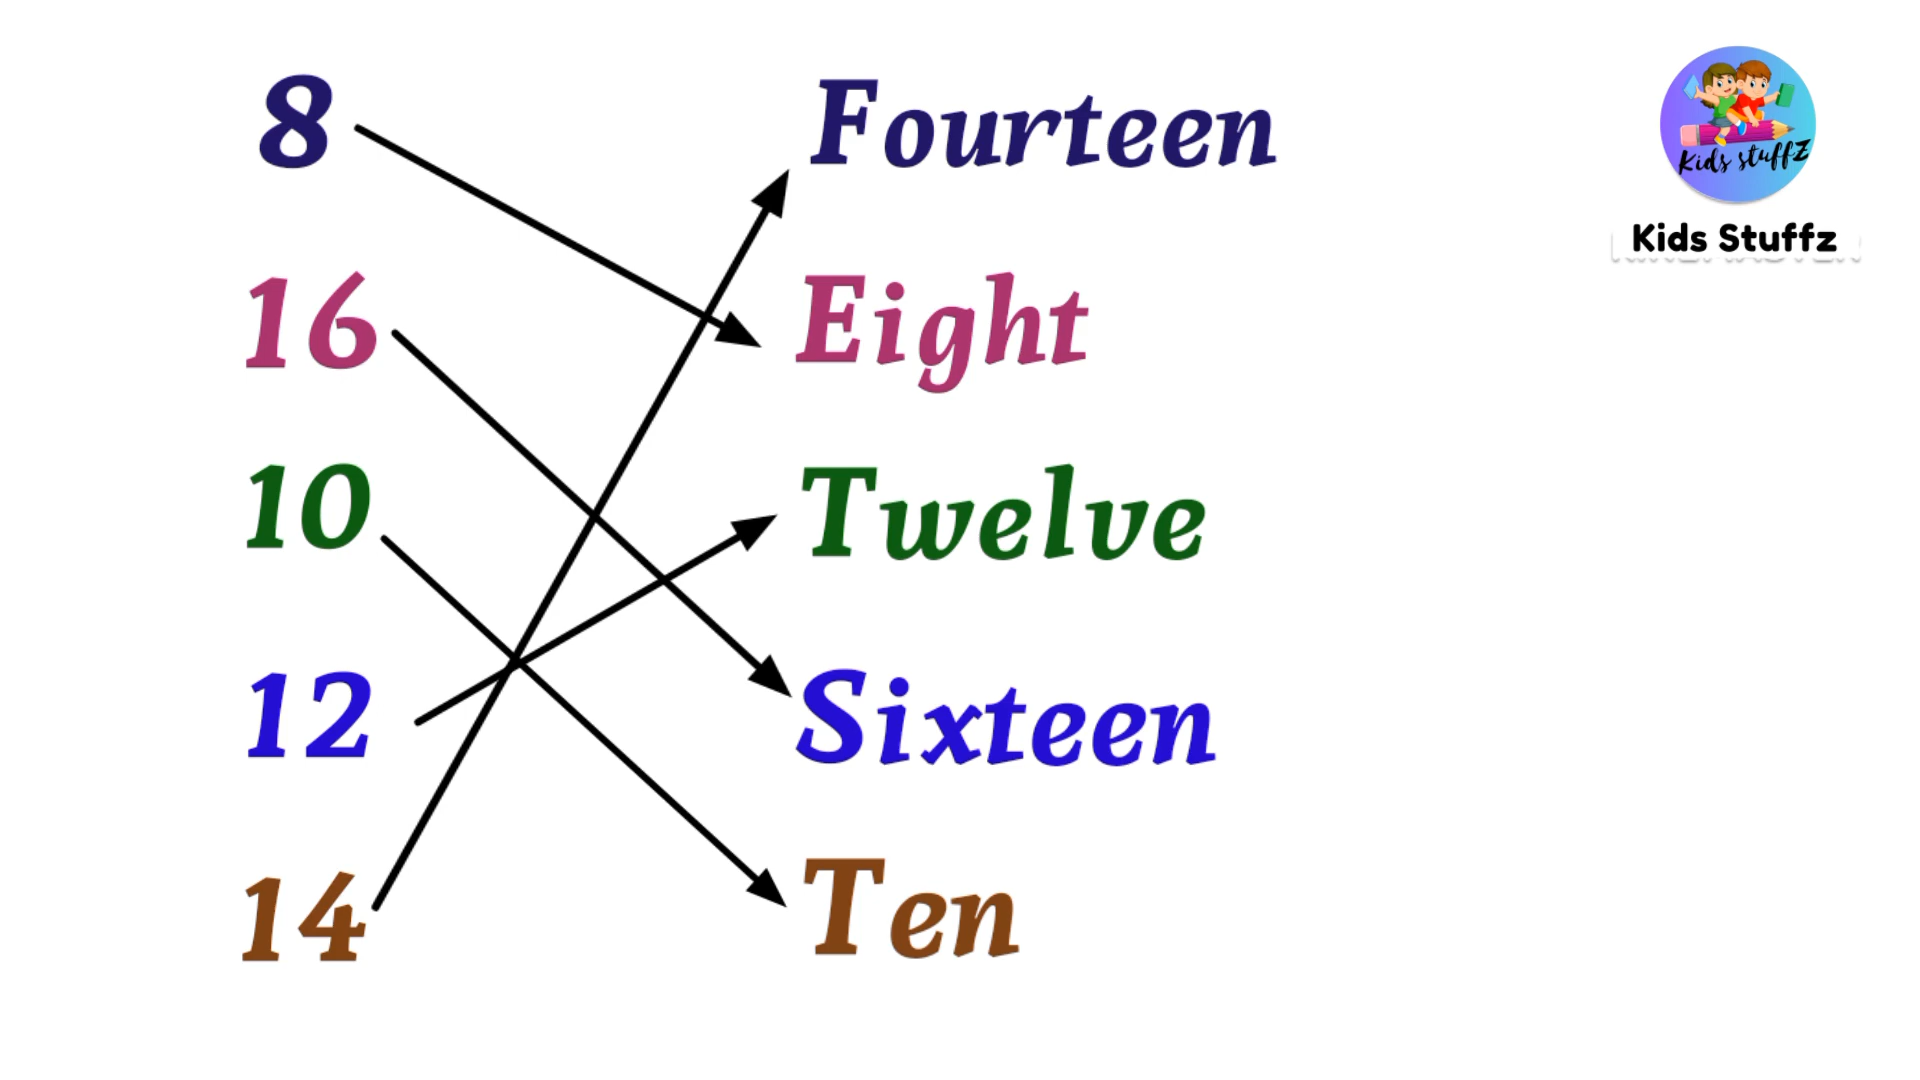 8 Fourteen
16 Eight
10 Twelve
12 Sixteen
14 Ten
Kids stuffZ
Kids Stuffz